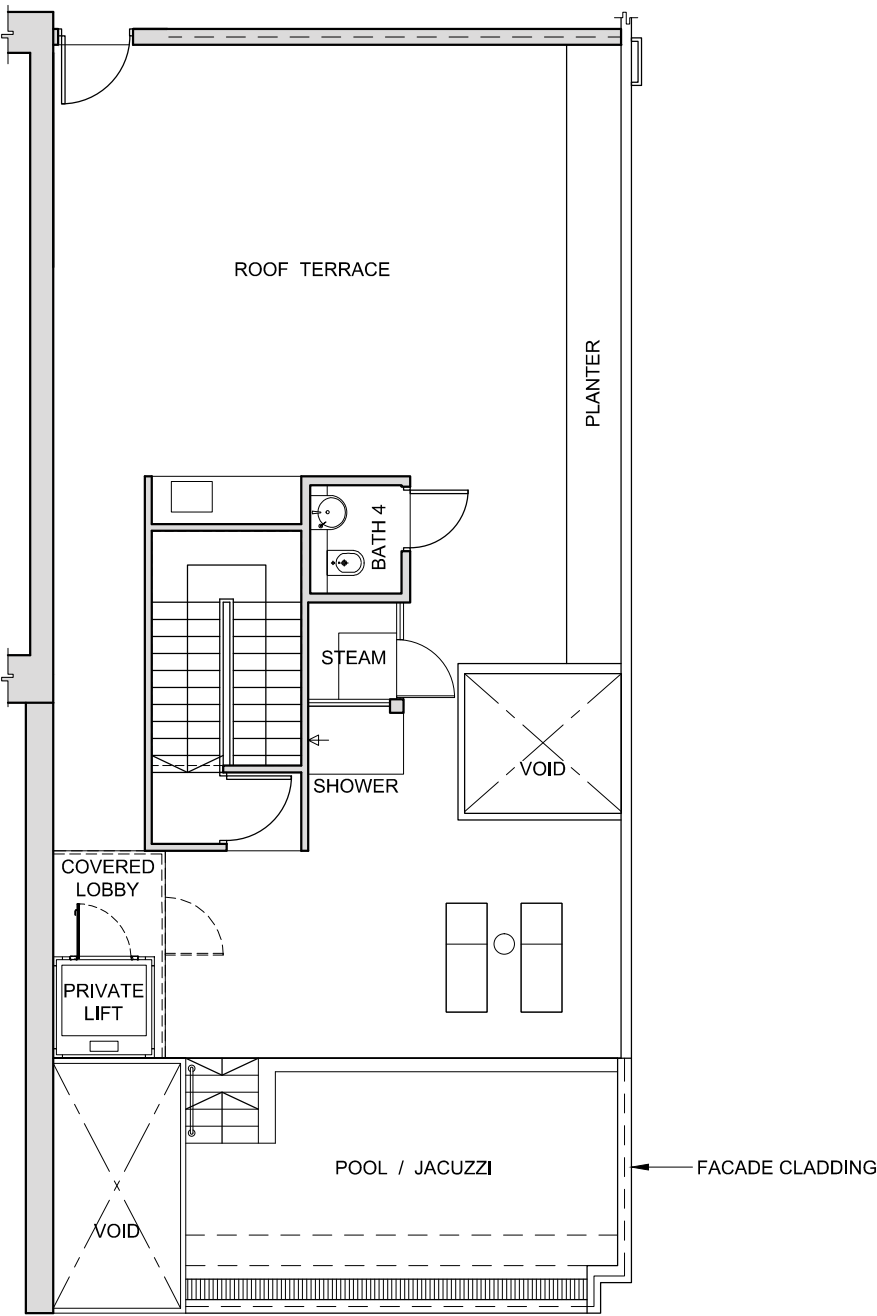 ROOF TERRACE
PLANTER
BATH 4
STEAM
SHOWER
VOID
COVERED
LOBBY
PRIVATE
LIFT
POOL / JACUZZI
FACADE CLADDING
VOID